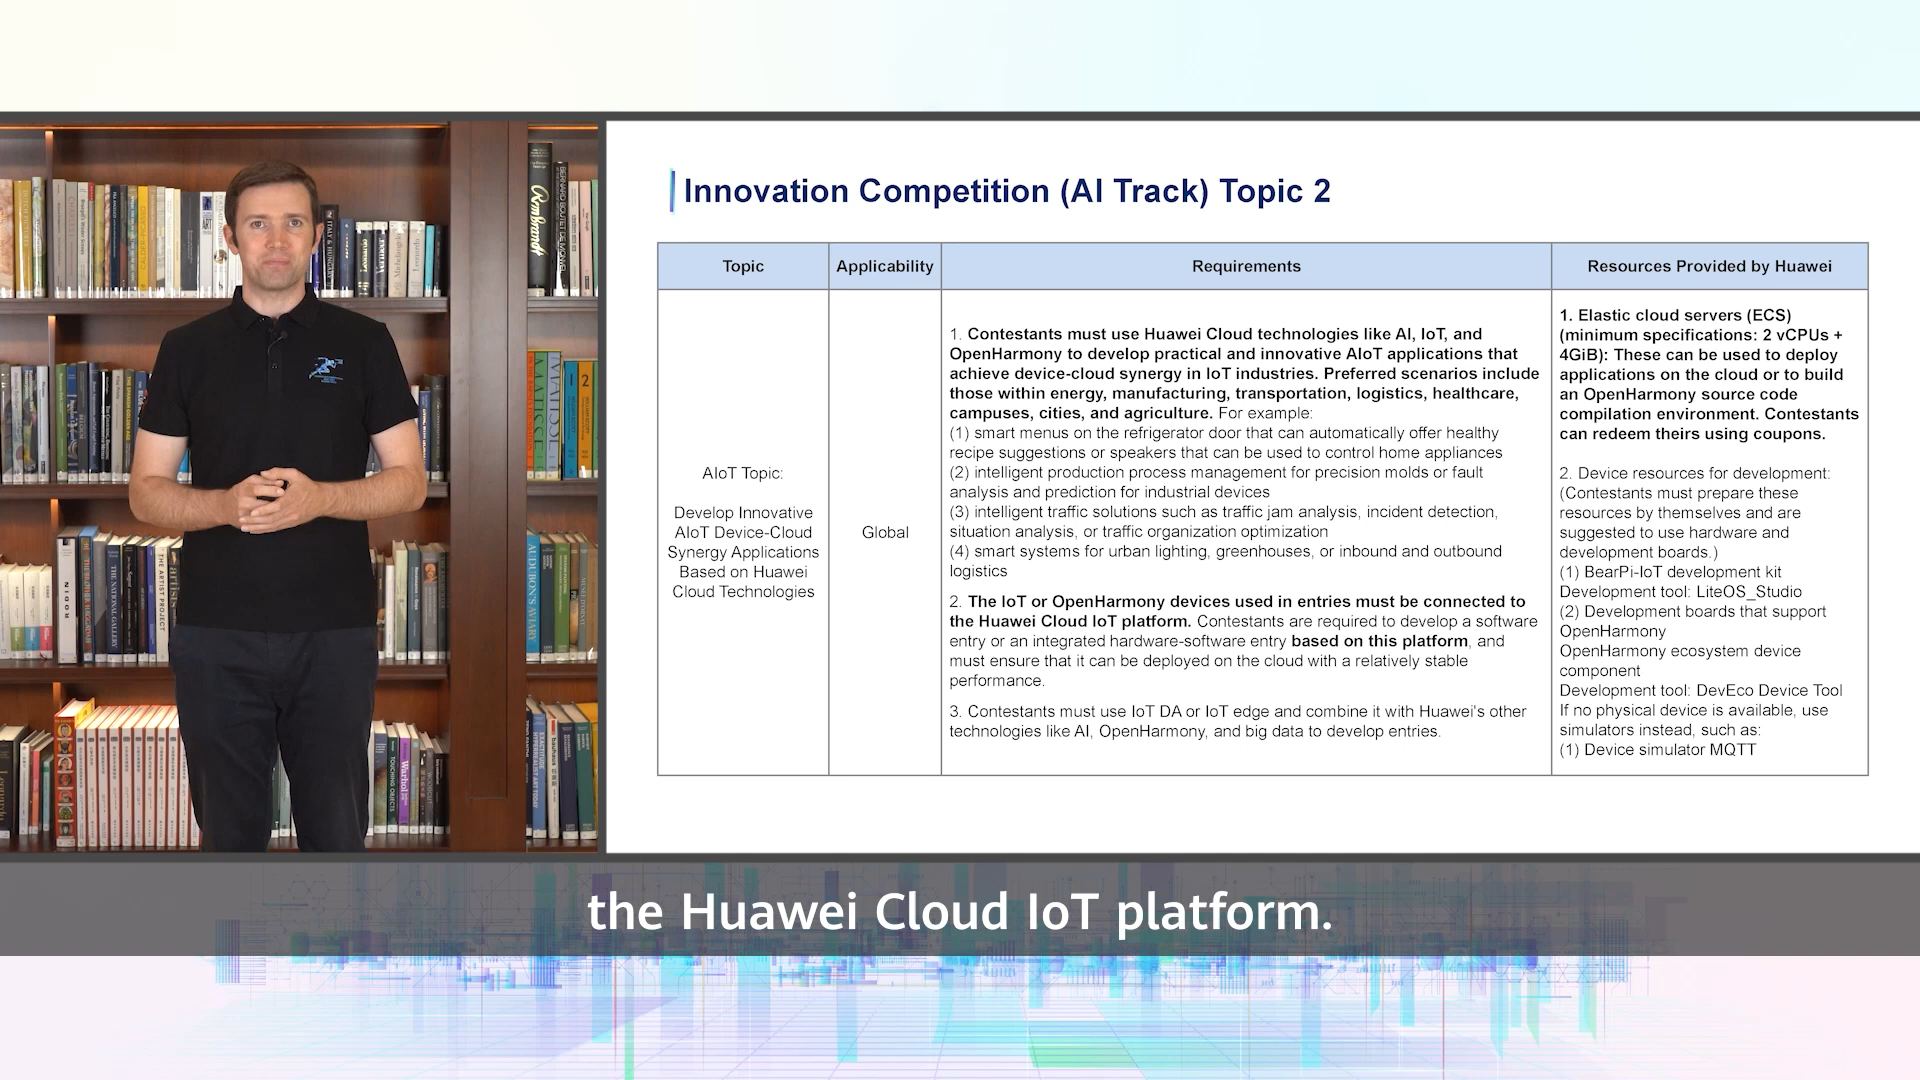 Innovation Competition (AI Track) Topic 2
Topic
Applicability
Requirements
Resources Provided by Huawei
AIoT Topic:
Develop Innovative
AIoT Device-Cloud
Synergy Applications
Based on Huawei
Cloud Technologies
Global
1. Contestants must use Huawei Cloud technologies like AI, IoT, and
OpenHarmony to develop practical and innovative AIoT applications that
achieve device-cloud synergy in IoT industries. Preferred scenarios include
those within energy, manufacturing, transportation, logistics, healthcare,
campuses, cities, and agriculture. For example:
(1) smart menus on the refrigerator door that can automatically offer healthy
recipe suggestions or speakers that can be used to control home appliances
(2) intelligent production process management for precision molds or fault
analysis and prediction for industrial devices
(3) intelligent traffic solutions such as traffic jam analysis, incident detection,
situation analysis, or traffic organization optimization
(4) smart systems for urban lighting, greenhouses, or inbound and outbound
logistics
2. The IoT or OpenHarmony devices used in entries must be connected to
the Huawei Cloud IoT platform. Contestants are required to develop a software
entry or an integrated hardware-software entry based on this platform, and
must ensure that it can be deployed on the cloud with a relatively stable
performance.
3. Contestants must use IoT DA or IoT edge and combine it with Huawei's other
technologies like AI, OpenHarmony, and big data to develop entries.
1. Elastic cloud servers (ECS)
(minimum specifications: 2 vCPUs +
4GiB): These can be used to deploy
applications on the cloud or to build
an OpenHarmony source code
compilation environment. Contestants
can redeem theirs using coupons.
2. Device resources for development:
(Contestants must prepare these
resources by themselves and are
suggested to use hardware and
development boards.)
(1) BearPi-IoT development kit
Development tool: LiteOS_Studio
(2) Development boards that support
OpenHarmony
OpenHarmony ecosystem device
component
Development tool: DevEco Device Tool
If no physical device is available, use
simulators instead, such as:
(1) Device simulator MQTT
Rembrandt
MATISSE
RODIN
THE NATIONAL GALLERY
THE ARTIST PROJECT
AUDUBON'S AVIARY
Warhol
TOUCHING OBJECTS
the Huawei Cloud IoT platform.